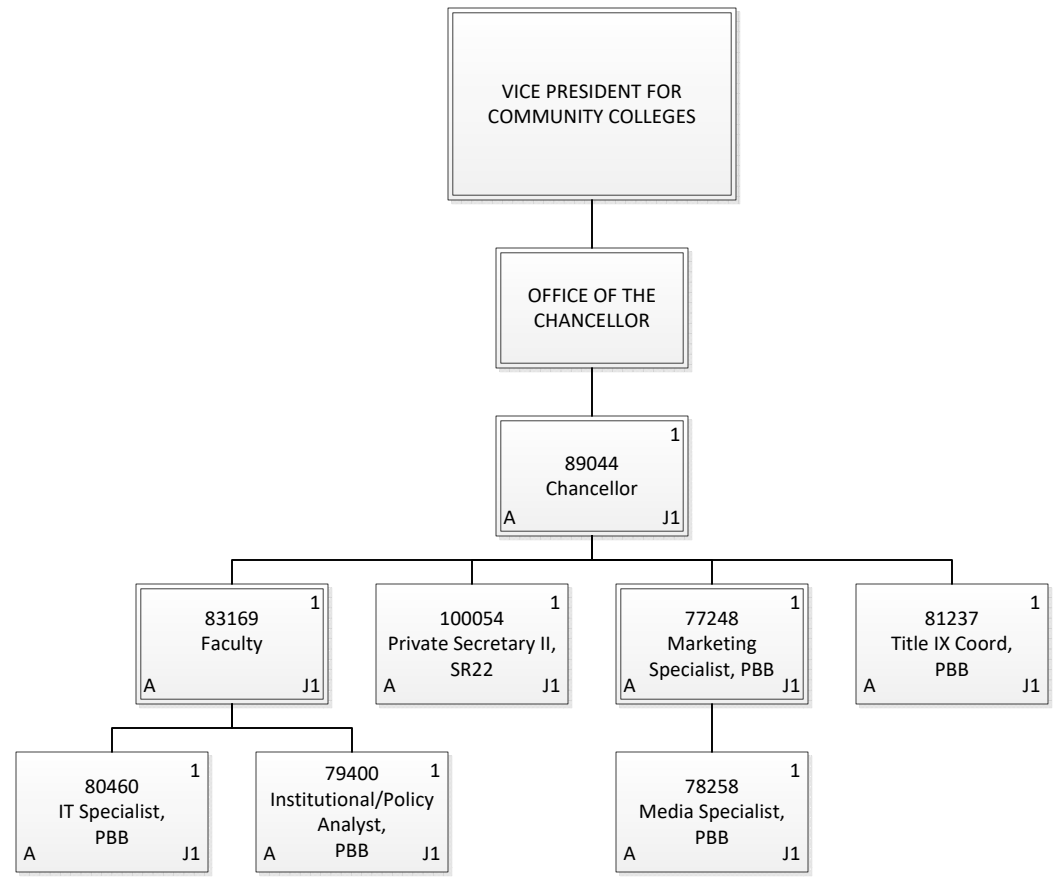 VICE PRESIDENT FOR
COMMUNITY COLLEGES
OFFICE OF THE
CHANCELLOR
1
89044
Chancellor
A J1
1
83169
Faculty
A J1
1
100054
Private Secretary II,
SR22
A J1
1
77248
Marketing
Specialist, PBB
A J1
1
81237
Title IX Coord,
PBB
A J1
1
80460
IT Specialist,
PBB
A J1
1
79400
Institutional/Policy
Analyst,
PBB
A J1
1
78258
Media Specialist,
PBB
A J1